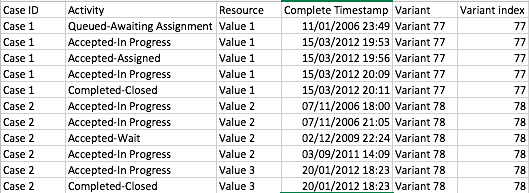 Case ID Activity Resource Complete Timestamp Variant Variant index
Case 1 Queued-Awaiting Assignment Value 1 11/01/2006 23:49 Variant 77 77
Case 1 Accepted-In Progress Value 1 15/03/2012 19:53 Variant 77 77
Case 1 Accepted-Assigned Value 1 15/03/2012 19:56 Variant 77 77
Case 1 Accepted-In Progress Value 1 15/03/2012 20:09 Variant 77 77
Case 1 Completed-Closed Value 1 15/03/2012 20:11 Variant 77 77
Case 2 Accepted-In Progress Value 2 07/11/2006 18:00 Variant 78 78
Case 2 Accepted-In Progress Value 2 07/11/2006 21:05 Variant 78 78
Case 2 Accepted-Wait Value 2 02/12/2009 22:24 Variant 78 78
Case 2 Accepted-In Progress Value 2 03/09/2011 14:09 Variant 78 78
Case 2 Accepted-In Progress Value 3 20/01/2012 18:23 Variant 78 78
Case 2 Completed-Closed Value 3 20/01/2012 18:23 Variant 78 78